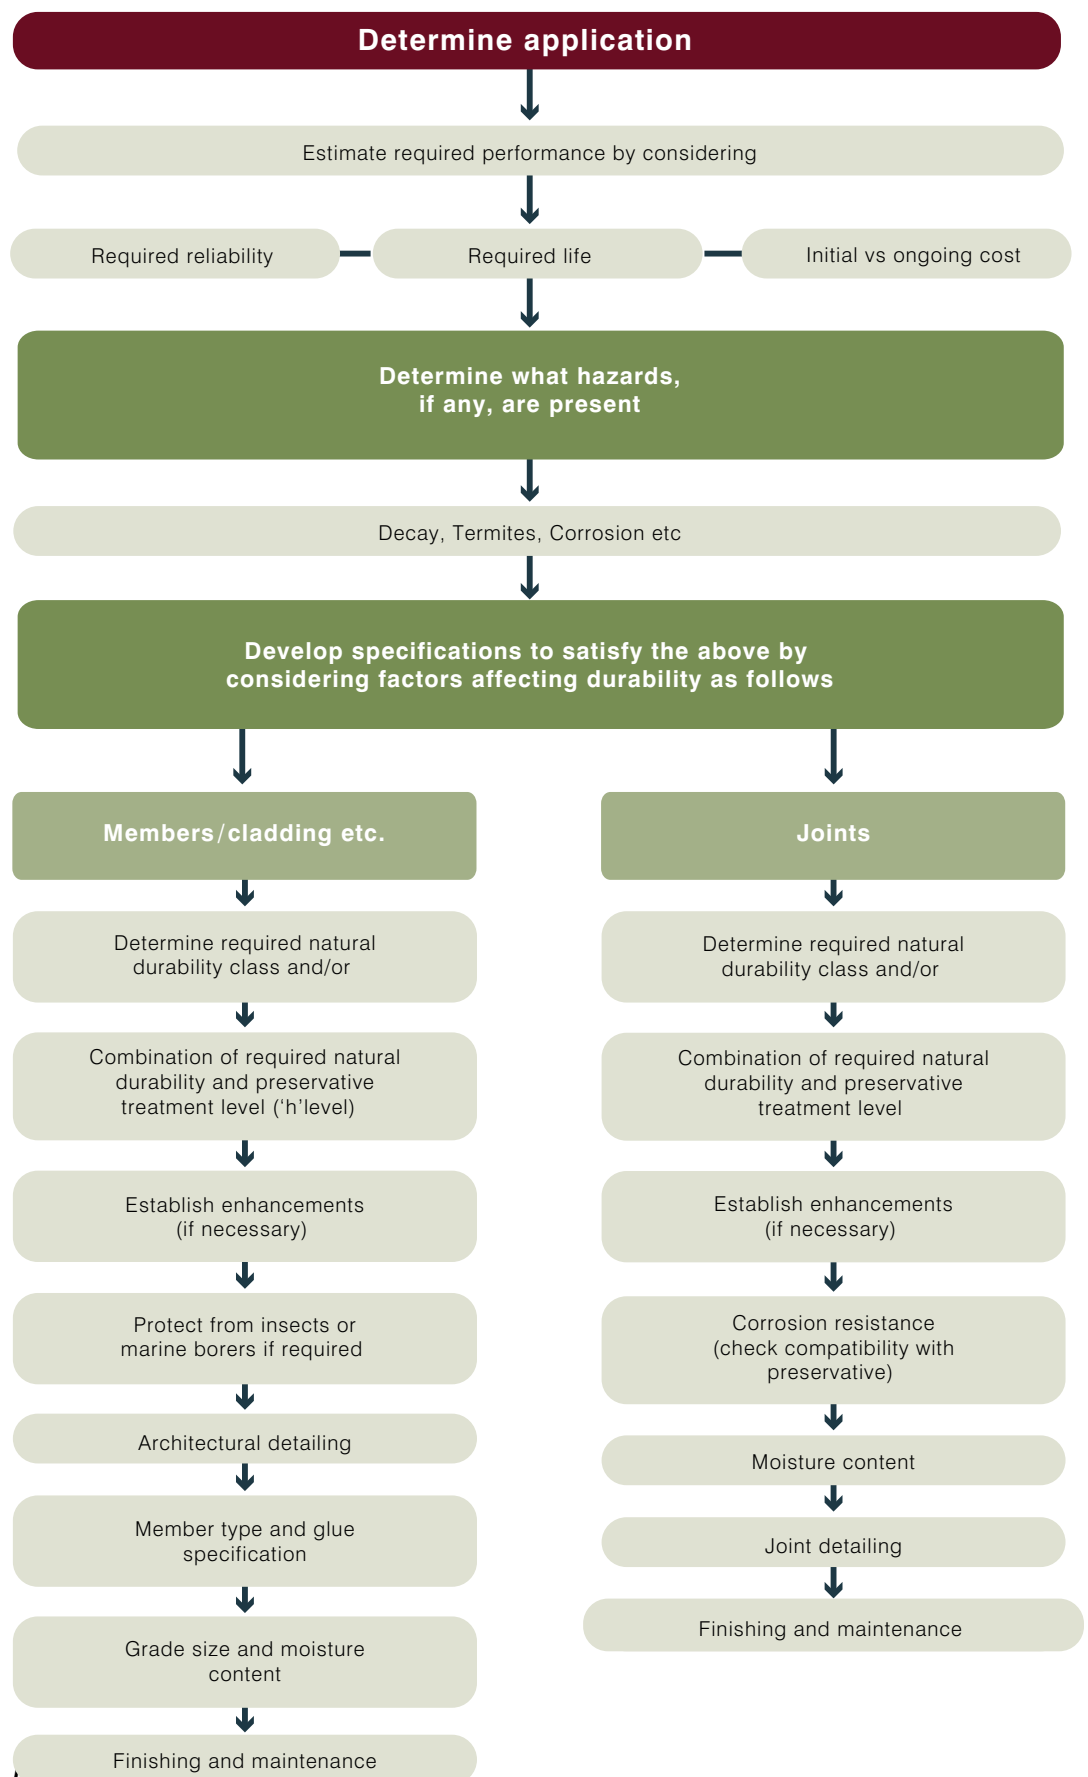 Determine application
Estimate required performance by considering
Required reliability
Required life
Initial vs ongoing cost
Determine what hazards,
if any, are present
Decay, Termites, Corrosion etc
Develop specifications to satisfy the above by
considering factors affecting durability as follows
Members/cladding etc.
Determine required natural
durability class and/or
Combination of required natural
durability and preservative
treatment level (‘h’level)
Establish enhancements
(if necessary)
Protect from insects or
marine borers if required
Architectural detailing
Member type and glue
specification
Grade size and moisture
content
Finishing and maintenance
Joints
Determine required natural
durability class and/or
Combination of required natural
durability and preservative
treatment level
Establish enhancements
(if necessary)
Corrosion resistance
(check compatibility with
preservative)
Moisture content
Joint detailing
Finishing and maintenance